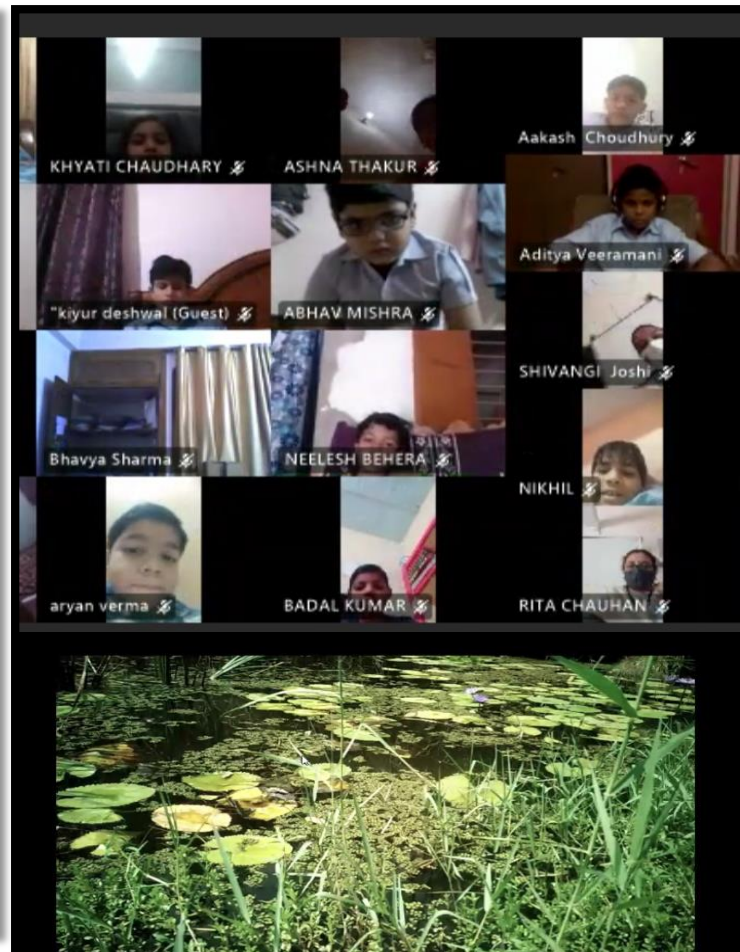 KHYATI CHAUDHARY
ASHNA THAKUR
Aakash Choudhury
"kiyur deshwal (Guest)
ABHAV MISHRA
Aditya Veeramani
SHIVANGI Joshi
Bhavya Sharma
NEELESH BEHERA
NIKHIL
aryan verma
BADAL KUMAR
RITA CHAUHAN